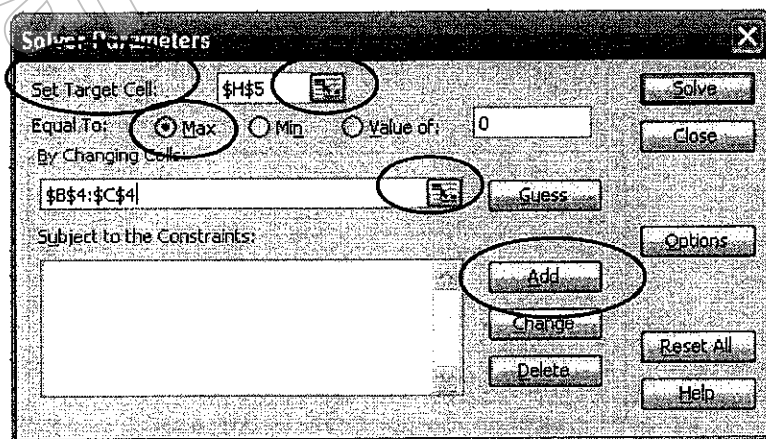 Solver Parameters
Set Target Cell: $H$5 Solve
Equal To: Max Min Value of: 0 Close
By Changing Cells:
$B$4:$C$4 Guess
Subject to the Constraints: Options
Add
Change
Reset All
Delete
Help